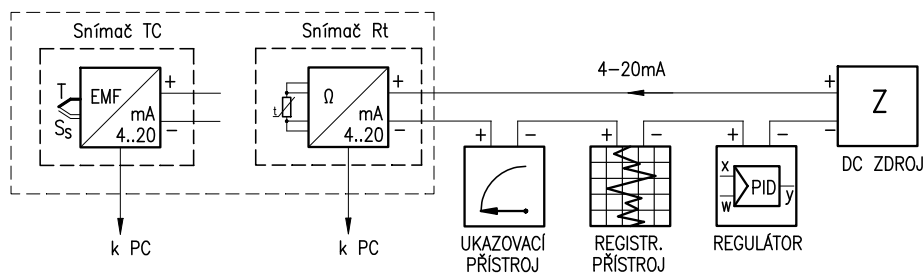 Snímač TC
Snímač Rt
T
Ss
EMF
mA
4..20
+
−
t
Ω
mA
4..20
+
−
4−20mA
+
−
Z
DC ZDROJ
+
−
+
−
+
−
x
w
PID
y
k PC
k PC
UKAZOVACÍ
PŘÍSTROJ
REGISTR.
PŘÍSTROJ
REGULÁTOR